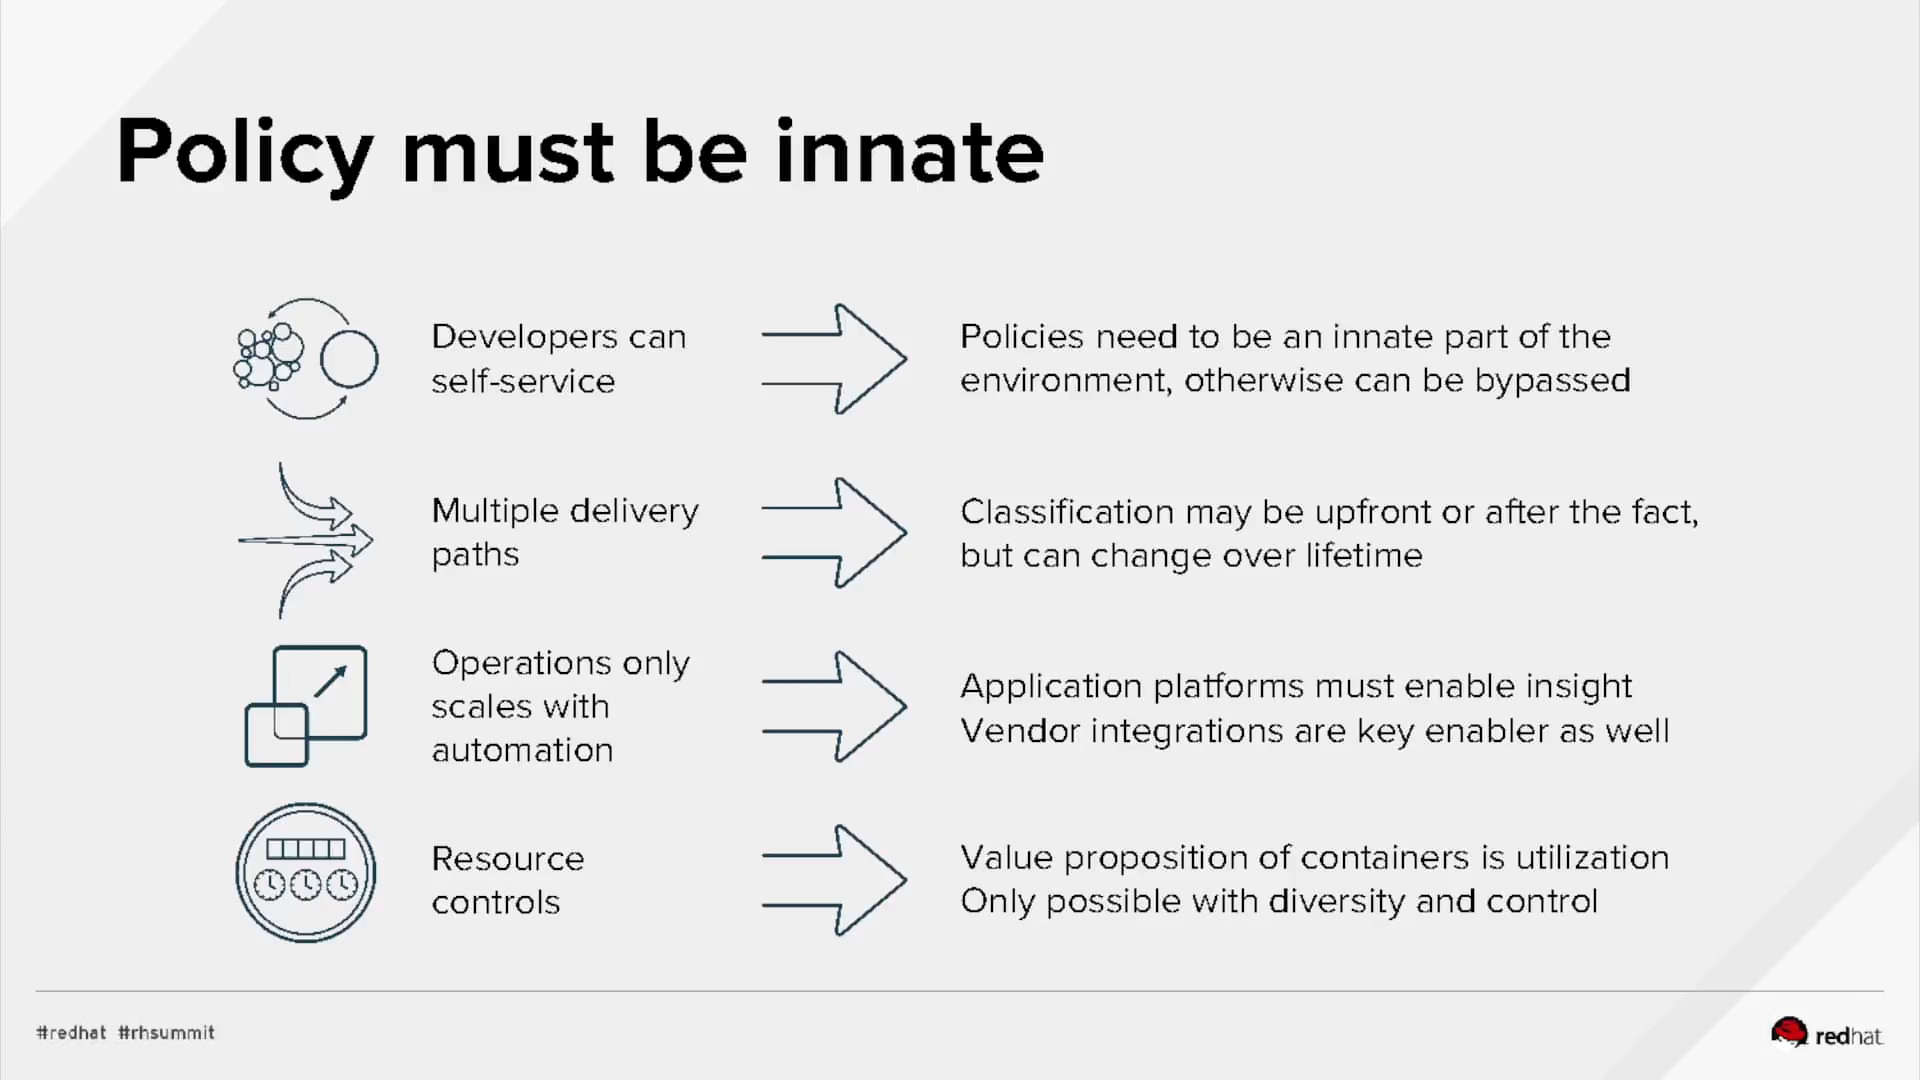 Policy must be innate
Developers can
self-service
Policies need to be an innate part of the
environment, otherwise can be bypassed
Multiple delivery
paths
Classification may be upfront or after the fact,
but can change over lifetime
Operations only
scales with
automation
Application platforms must enable insight
Vendor integrations are key enabler as well
Resource
controls
Value proposition of containers is utilization
Only possible with diversity and control
#redhat #rhsummit
redhat